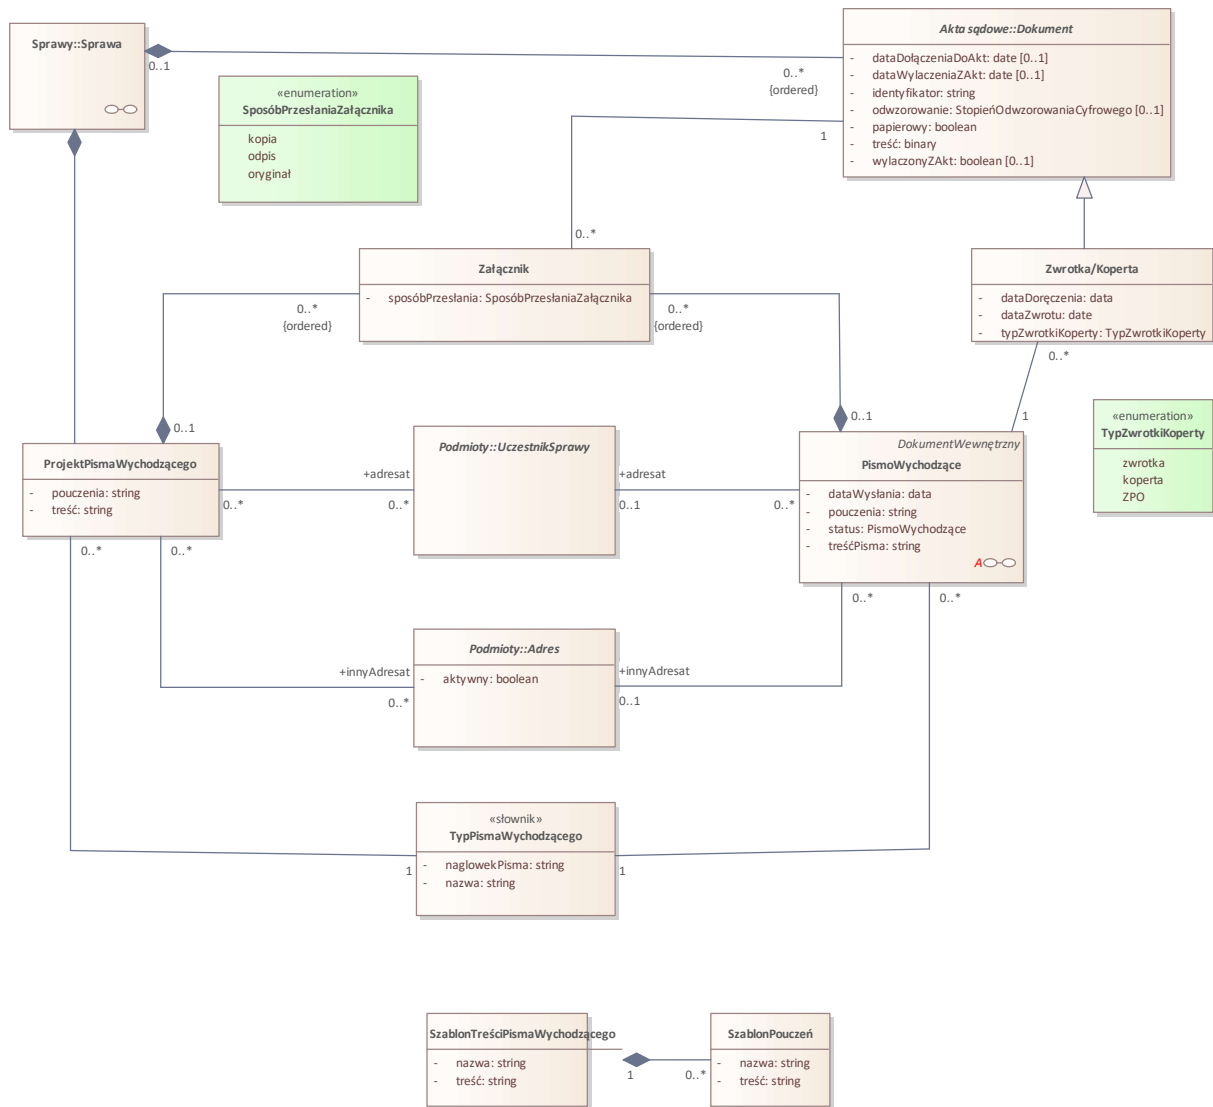 Sprawy::Sprawa
0..1
«enumeration»
SposóbPrzesłaniaZałącznika
kopia
odpis
oryginał
Akta sądowe::Dokument
- dataDołączeniaDoAkt: date [0..1]
- dataWylaczeniaZAkt: date [0..1]
- identyfikator: string
- odwzorowanie: StopieńOdwzorowaniaCyfrowego [0..1]
- papierowy: boolean
- treść: binary
- wylaczonyZAkt: boolean [0..1]
0..*
{ordered}
1
0..*
Załącznik
- sposóbPrzesłania: SposóbPrzesłaniaZałącznika
0..*
{ordered}
0..*
{ordered}
Zwrotka/Koperta
- dataDoręczenia: data
- dataZwrotu: date
- typZwrotkiKoperty: TypZwrotkiKoperty
0..*
1
«enumeration»
TypZwrotkiKoperty
zwrotka
koperta
ZPO
0..1
0..1
ProjektPismaWychodzącego
- pouczenia: string
- treść: string
0..*
+adresat
0..*
Podmioty::UczestnikSprawy
+adresat
0..1
0..*
DokumentWewnętrzny
PismoWychodzące
- dataWysłania: data
- pouczenia: string
- status: PismoWychodzące
- treśćPisma: string
A
0..*
0..*
0..*
0..*
+innyAdresat
0..*
Podmioty::Adres
- aktywny: boolean
+innyAdresat
0..1
«słownik»
TypPismaWychodzącego
- naglowekPisma: string
- nazwa: string
1
1
SzablonTreściPismaWychodzącego
- nazwa: string
- treść: string
1
0..*
SzablonPouczeń
- nazwa: string
- treść: string